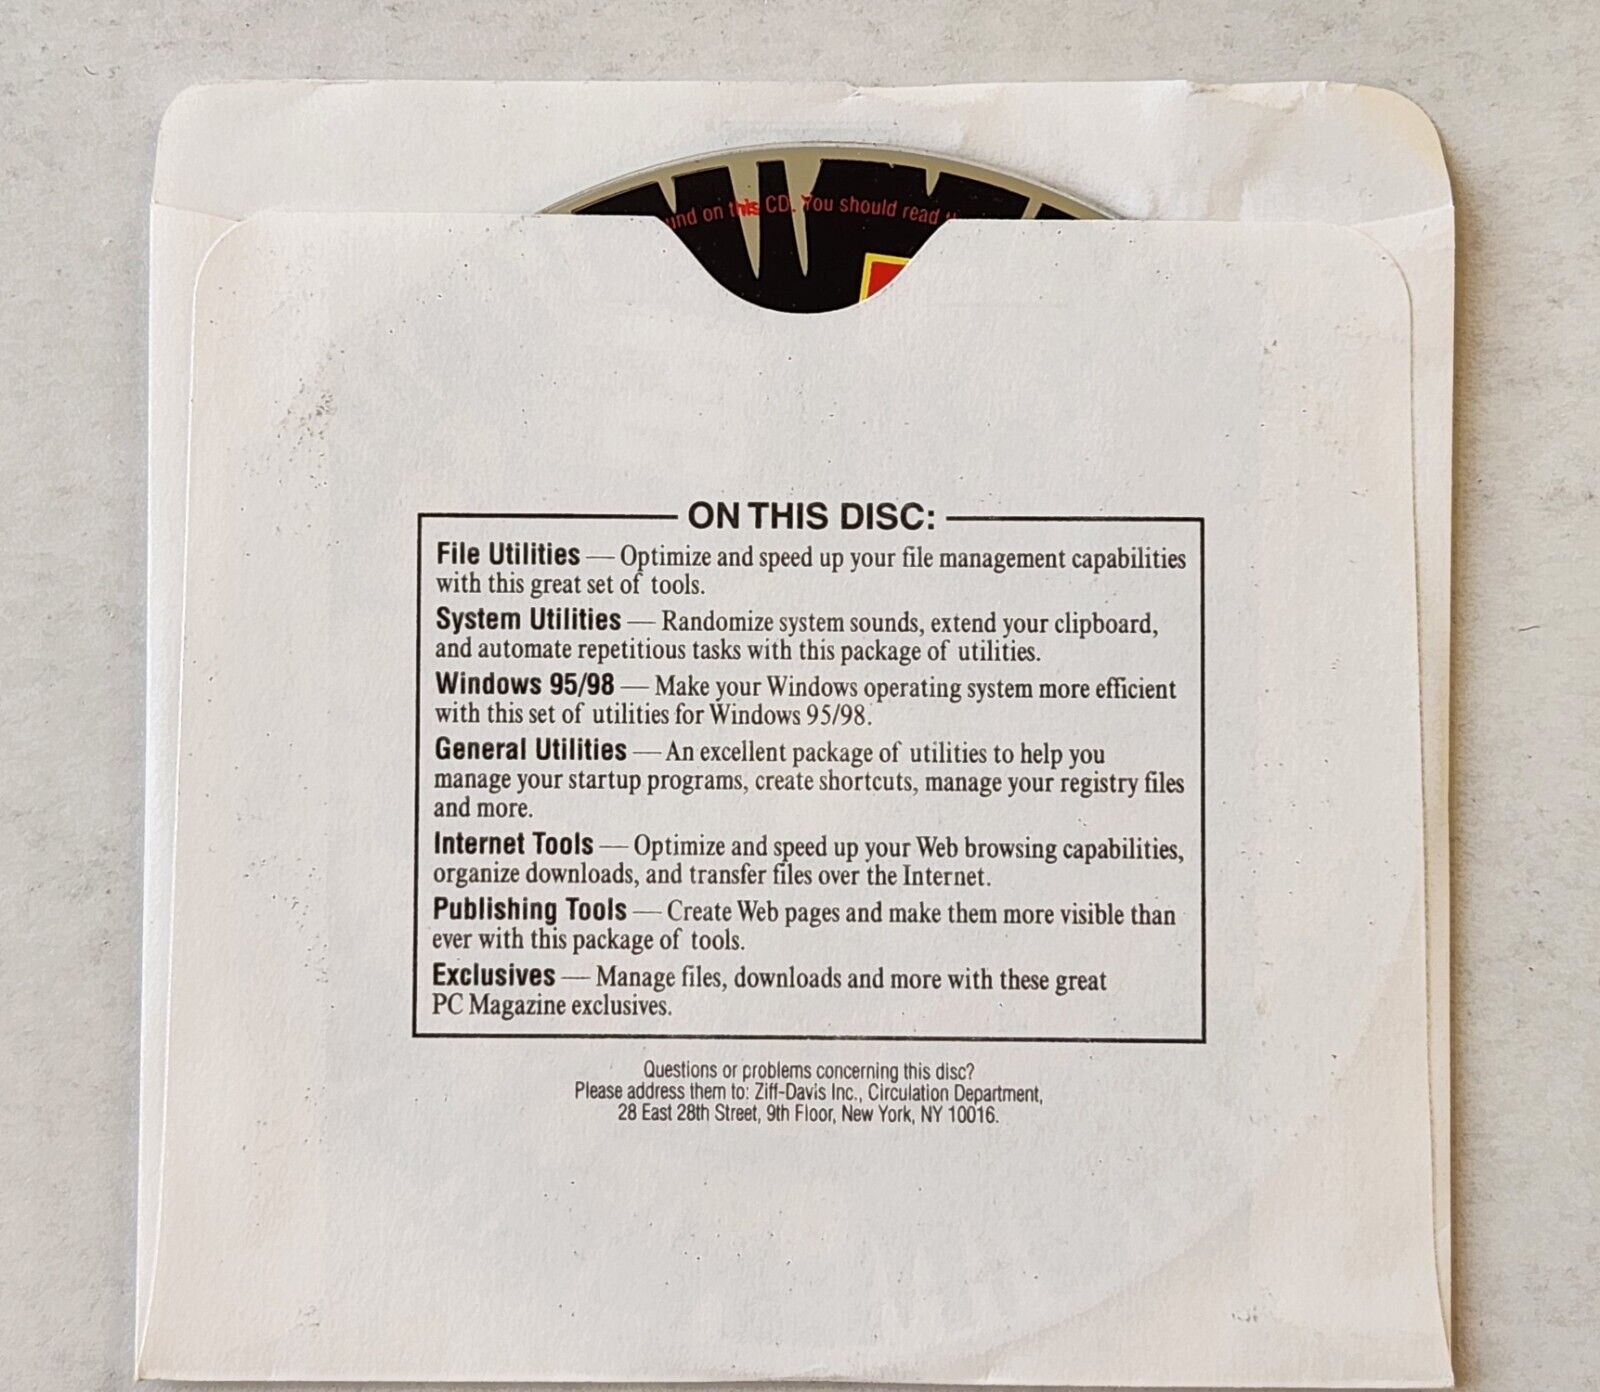 und on this CD. You should read
ON THIS DISC:
File Utilities — Optimize and speed up your file management capabilities
with this great set of tools.
System Utilities — Randomize system sounds, extend your clipboard,
and automate repetitious tasks with this package of utilities.
Windows 95/98 — Make your Windows operating system more efficient
with this set of utilities for Windows 95/98.
General Utilities — An excellent package of utilities to help you
manage your startup programs, create shortcuts, manage your registry files
and more.
Internet Tools — Optimize and speed up your Web browsing capabilities,
organize downloads, and transfer files over the Internet.
Publishing Tools — Create Web pages and make them more visible than
ever with this package of tools.
Exclusives — Manage files, downloads and more with these great
PC Magazine exclusives.
Questions or problems concerning this disc?
Please address them to: Ziff-Davis Inc., Circulation Department,
28 East 28th Street, 9th Floor, New York, NY 10016.